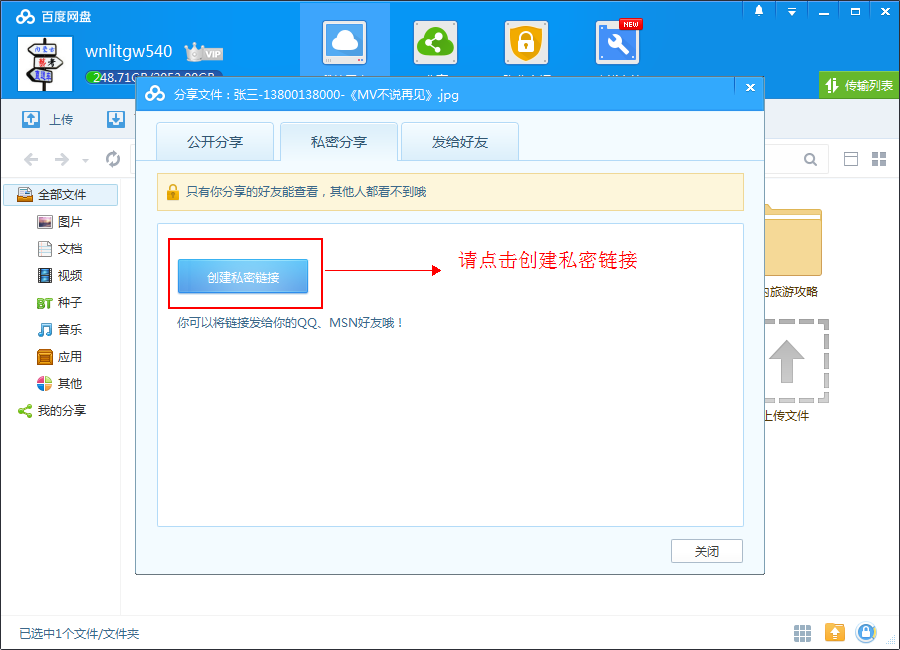 百度网盘
wnlitgw540
VIP
NEW
传输列表
上传
分享文件：张三-13800138000-《MV不说再见》.jpg
公开分享
私密分享
发给好友
只有你分享的好友能查看，其他人都看不到哦
创建私密链接
请点击创建私密链接
你可以将链接发给你的QQ、MSN好友哦！
关闭
全部文件
图片
文档
视频
BT 种子
音乐
应用
其他
我的分享
旅游攻略
上传文件
已选中1个文件/文件夹